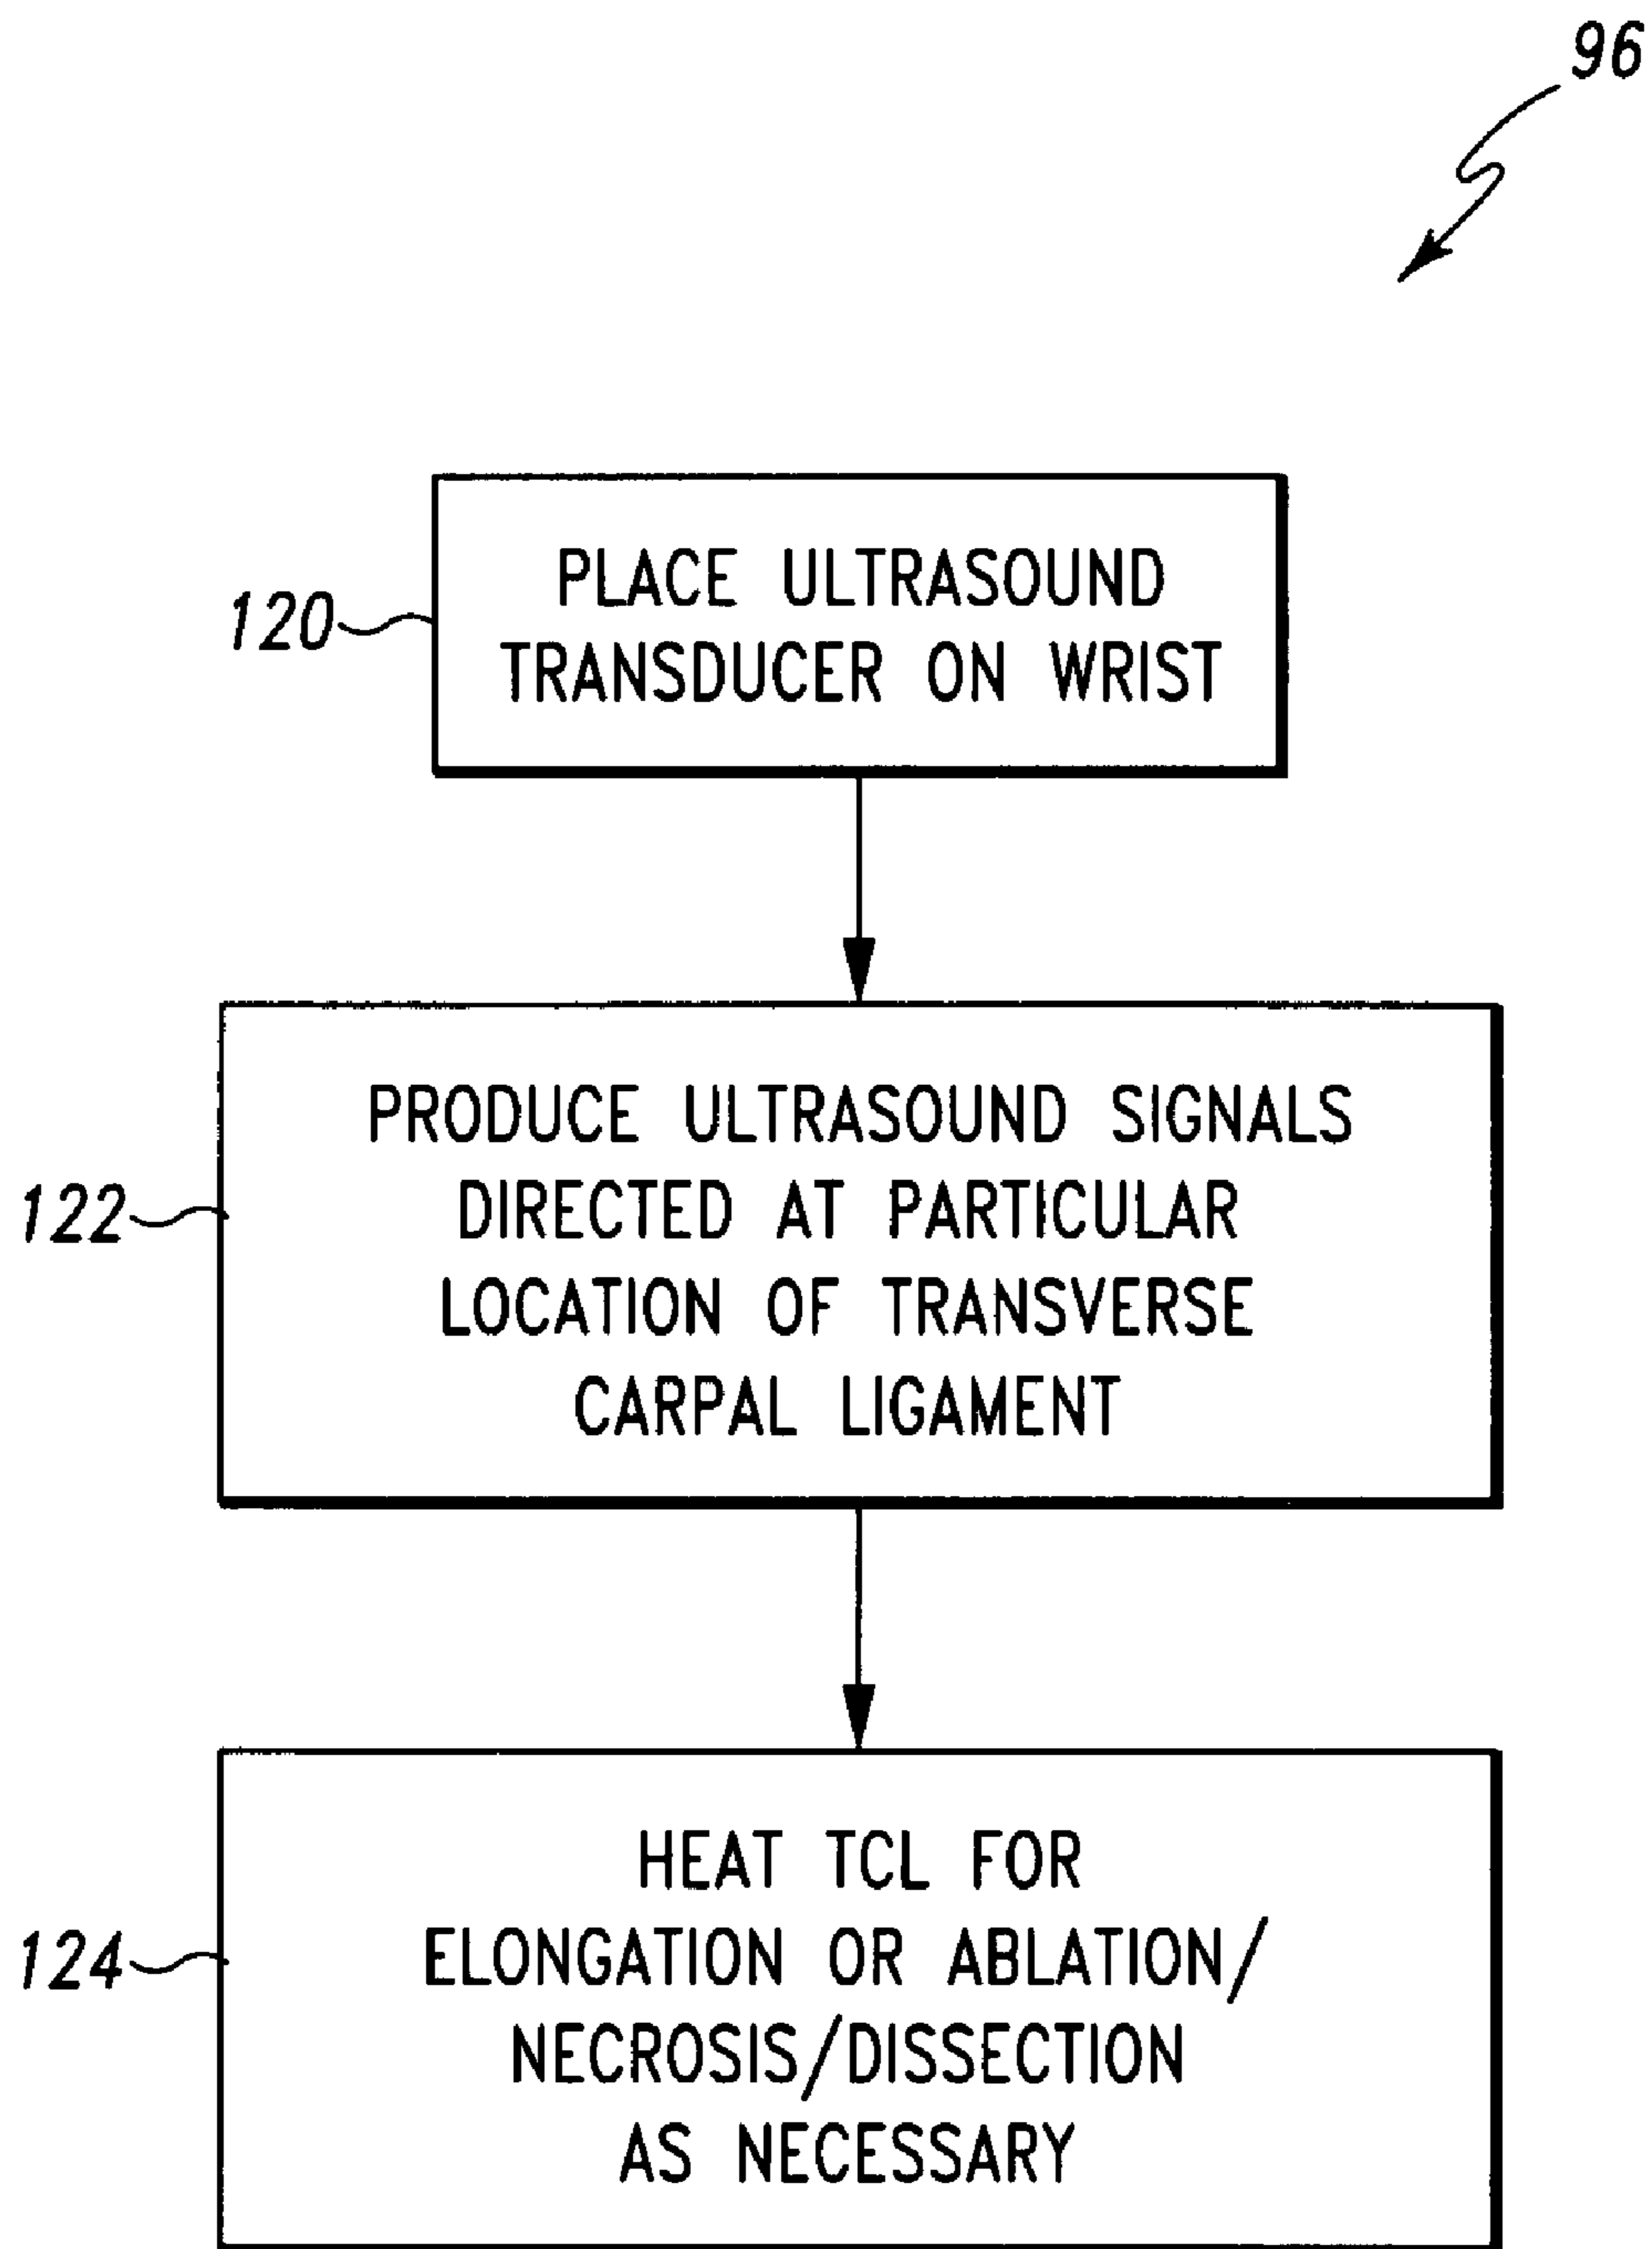 96
120
PLACE ULTRASOUND
TRANSDUCER ON WRIST
122
PRODUCE ULTRASOUND SIGNALS
DIRECTED AT PARTICULAR
LOCATION OF TRANSVERSE
CARPAL LIGAMENT
124
HEAT TCL FOR
ELONGATION OR ABLATION/
NECROSIS/DISSECTION
AS NECESSARY